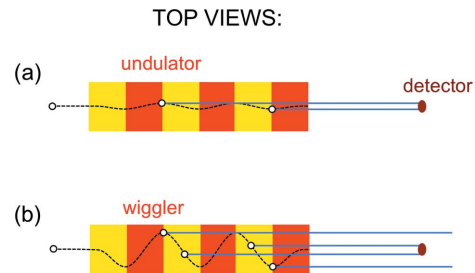 TOP VIEWS:
(a)
undulator
detector
(b)
wiggler